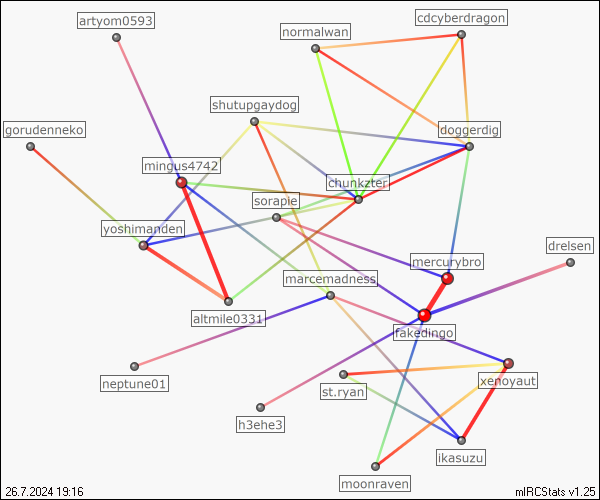 artyom0593
cdcyberdragon
normalwan
shutupgaydog
gorudenneko
doggerdig
mingus4742
chunkzter
sorapie
yoshimanden
drelsen
mercurybro
marcemadness
altmile0331
fakedingo
neptune01
xenoyaut
st.ryan
h3ehe3
ikasuzu
moonraven
26.7.2024 19:16
mIRCStats v1.25